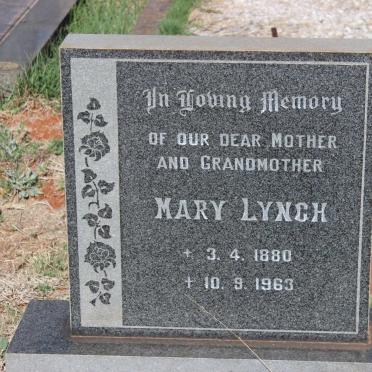 In Loving Memory
OF OUR DEAR MOTHER
AND GRANDMOTHER
MARY LYNCH
+ 3. 4. 1880
+ 10. 9. 1963